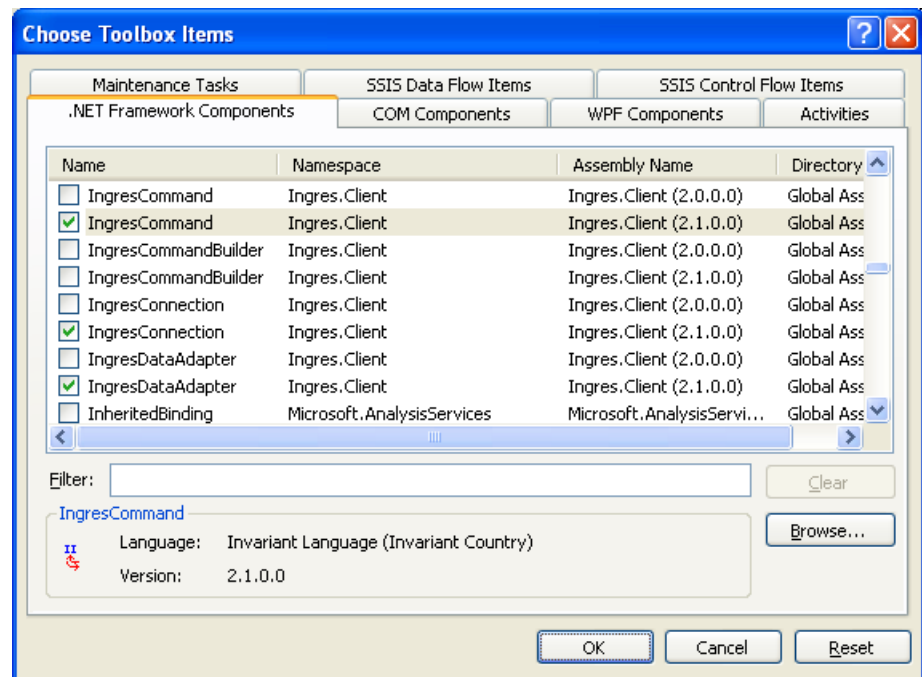 Choose Toolbox Items
Maintenance Tasks SSIS Data Flow Items SSIS Control Flow Items
.NET Framework Components COM Components WPF Components Activities
Name Namespace Assembly Name Directory
IngresCommand Ingres.Client Ingres.Client (2.0.0.0) Global Ass
IngresCommand Ingres.Client Ingres.Client (2.1.0.0) Global Ass
IngresCommandBuilder Ingres.Client Ingres.Client (2.0.0.0) Global Ass
IngresCommandBuilder Ingres.Client Ingres.Client (2.1.0.0) Global Ass
IngresConnection Ingres.Client Ingres.Client (2.0.0.0) Global Ass
IngresConnection Ingres.Client Ingres.Client (2.1.0.0) Global Ass
IngresDataAdapter Ingres.Client Ingres.Client (2.0.0.0) Global Ass
IngresDataAdapter Ingres.Client Ingres.Client (2.1.0.0) Global Ass
InheritedBinding Microsoft.AnalysisServices Microsoft.AnalysisServi... Global Ass
Filter: Clear
IngresCommand
Language: Invariant Language (Invariant Country) Browse...
Version: 2.1.0.0
OK Cancel Reset